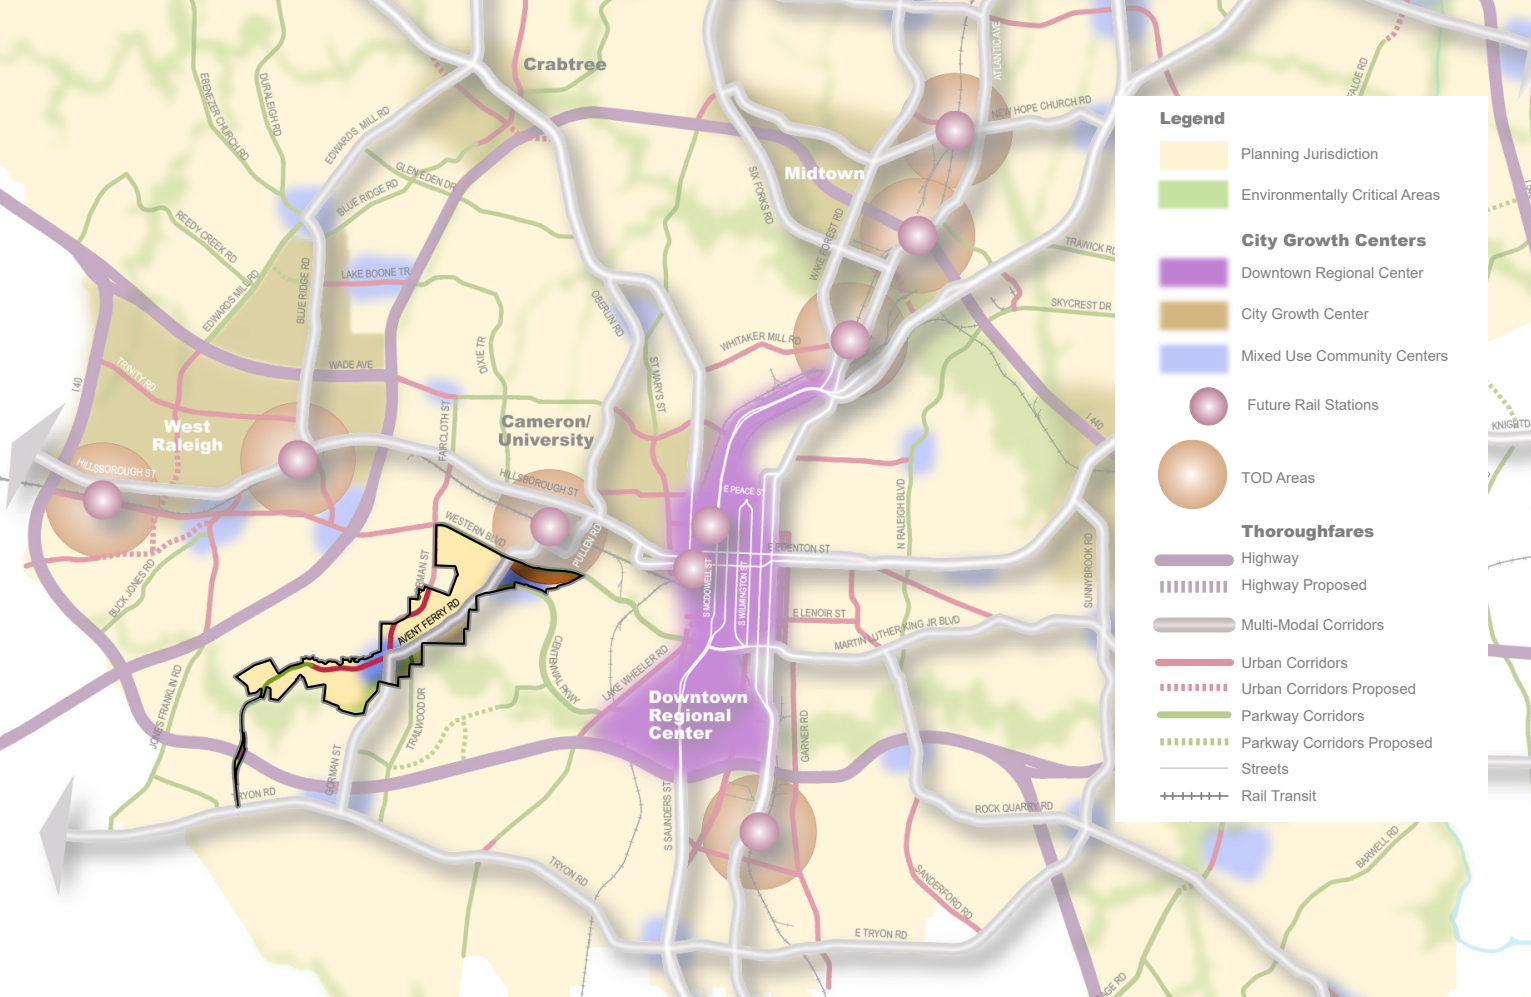 Crabtree
ATLANTIC AVE
NEW HOPE CHURCH RD
EBENEZER CHURCH RD
DURALEIGH RD
EDWARDS MILL RD
GLEN EDEN DR
BLUE RIDGE RD
Midtown
SIX FORKS RD
WAKE FOREST RD
TRAWICK RD
SKYCREST DR
REEDY CREEK RD
EDWARDS MILL RD
BLUE RIDGE RD
LAKE BOONE TR
OBERLIN RD
WHITAKER MILL RD
DIXIE TR
ST MARYS ST
WADE AVE
TRINITY RD
I 40
I 440
FAIRCLOTH ST
Cameron/
University
West
Raleigh
HILLSBOROUGH ST
HILLSBOROUGH ST
E PEACE ST
N RALEIGH BLVD
WESTERN BLVD
PULLEN RD
E EDENTON ST
SUNNYBROOK RD
BUCK JONES RD
AVENT FERRY RD
S MCDOWELL ST
S WILMINGTON ST
E LENOIR ST
MARTIN LUTHER KING JR BLVD
CENTENNIAL PKWY
LAKE WHEELER RD
JONES FRANKLIN RD
TRAILWOOD DR
GORMAN ST
Downtown
Regional
Center
GARNER RD
S SAUNDERS ST
ROCK QUARRY RD
TRYON RD
SANDERFORD RD
E TRYON RD
BARWELL RD
Legend
Planning Jurisdiction
Environmentally Critical Areas
City Growth Centers
Downtown Regional Center
City Growth Center
Mixed Use Community Centers
Future Rail Stations
TOD Areas
Thoroughfares
Highway
Highway Proposed
Multi-Modal Corridors
Urban Corridors
Urban Corridors Proposed
Parkway Corridors
Parkway Corridors Proposed
Streets
Rail Transit